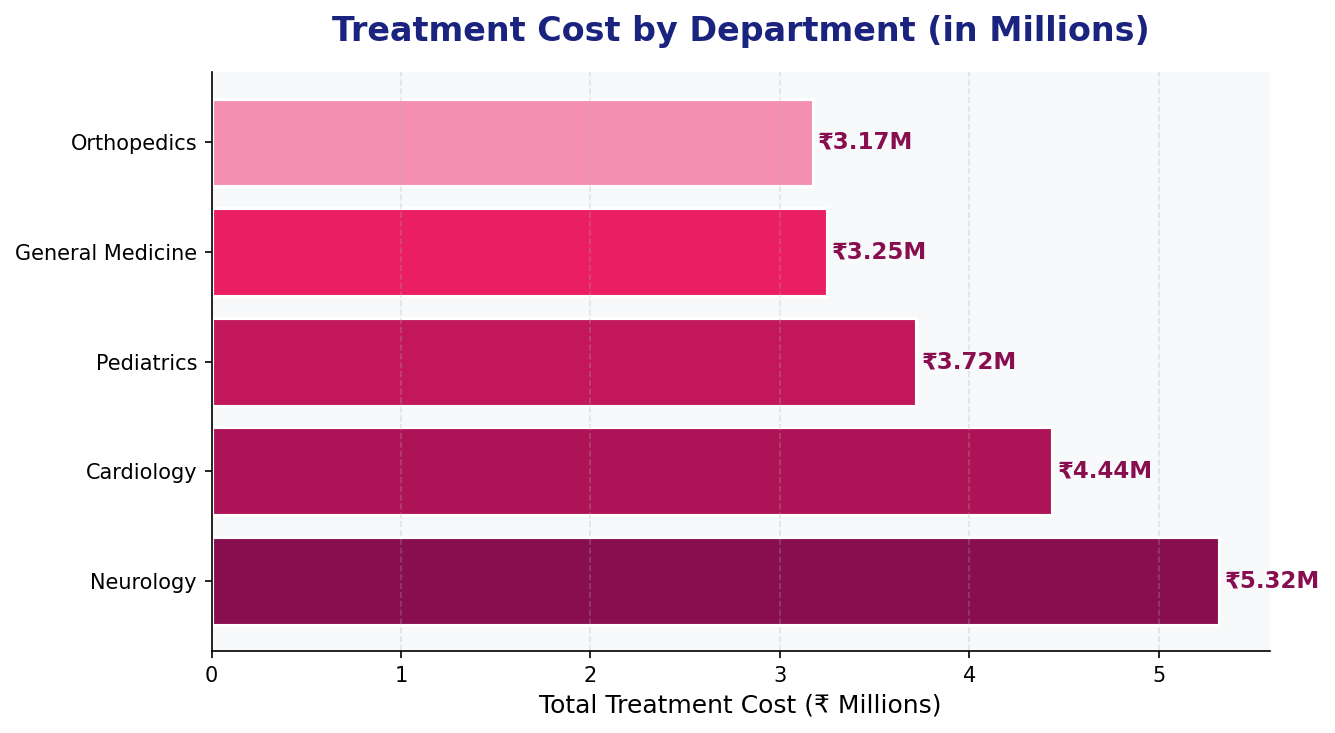 Treatment Cost by Department (in Millions)
Orthopedics
₹3.17M
General Medicine
₹3.25M
Pediatrics
₹3.72M
Cardiology
₹4.44M
Neurology
₹5.32M
0 1 2 3 4 5
Total Treatment Cost (₹ Millions)